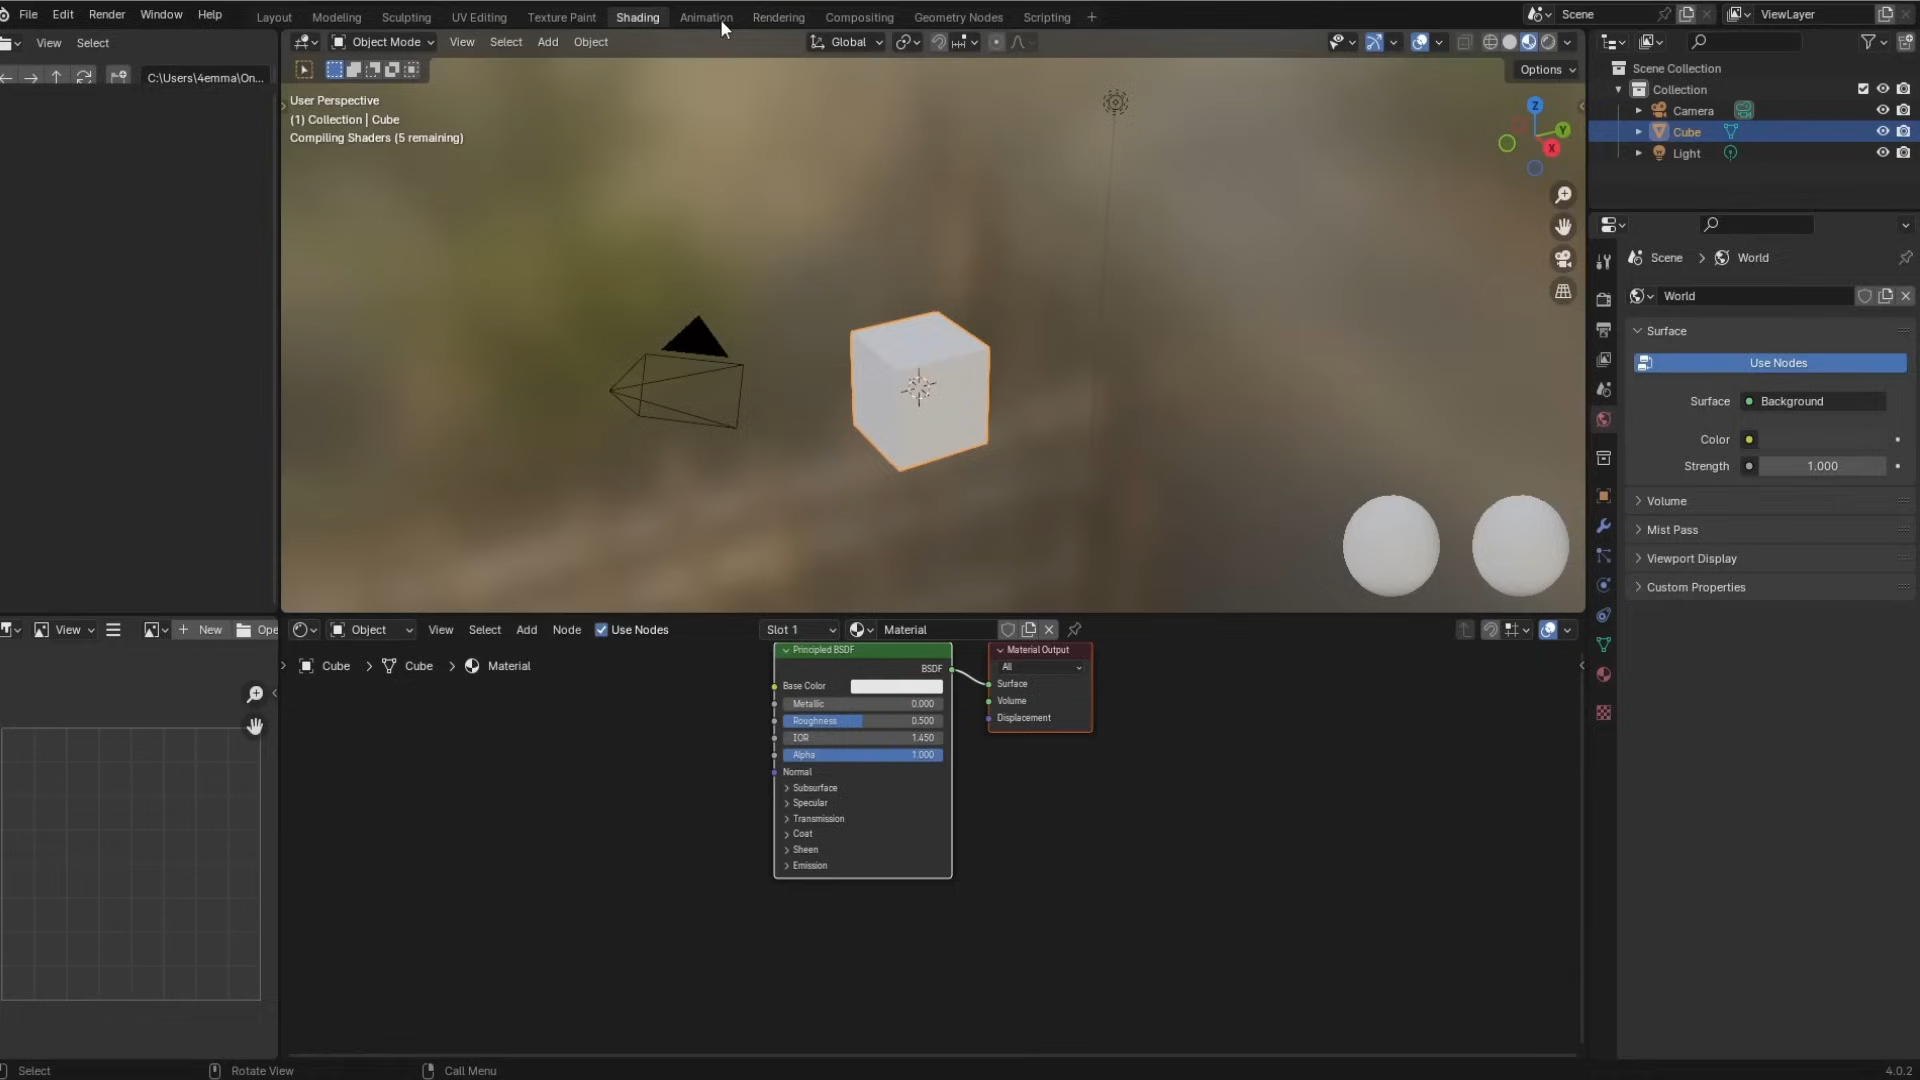 File Edit Render Window Help Layout Modeling Sculpting UV Editing Texture Paint Shading Animation Rendering Compositing Geometry Nodes Scripting + Scene ViewLayer
View Select
Object Mode View Select Add Object Global
C:\Users\4emma\On...
Options
User Perspective
(1) Collection | Cube
Compiling Shaders (5 remaining)
Z
Y
X
Scene Collection
Collection
Camera
Cube
Light
Scene > World
World
Surface
Use Nodes
Surface Background
Color
Strength 1.000
Volume
Mist Pass
Viewport Display
Custom Properties
View + New Ope
Object View Select Add Node Use Nodes Slot 1 Material
Cube > Cube > Material
Principled BSDF
BSDF
Base Color
Metallic 0.000
Roughness 0.500
IOR 1.450
Alpha 1.000
Normal
Subsurface
Specular
Transmission
Coat
Sheen
Emission
Material Output
All
Surface
Volume
Displacement
Select Rotate View Call Menu 4.0.2